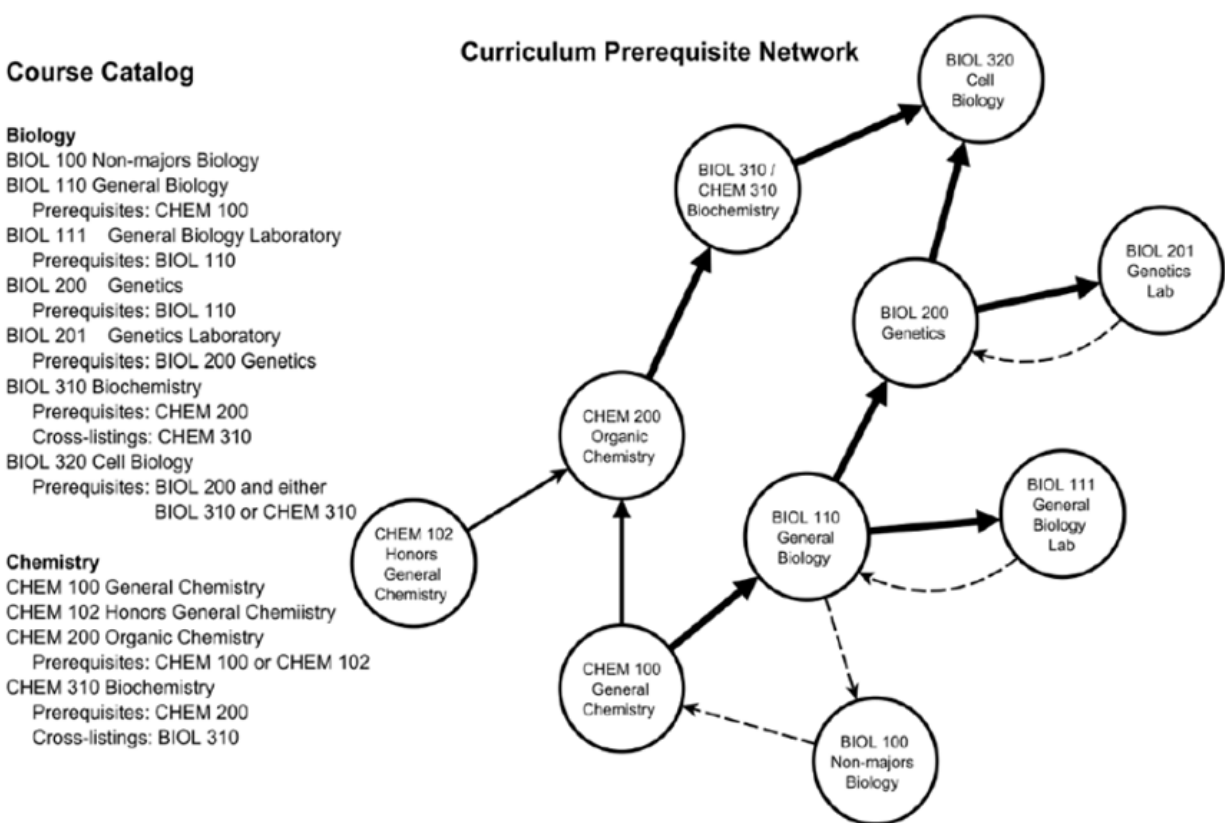 Course Catalog
Biology
BIOL 100 Non-majors Biology
BIOL 110 General Biology
Prerequisites: CHEM 100
BIOL 111 General Biology Laboratory
Prerequisites: BIOL 110
BIOL 200 Genetics
Prerequisites: BIOL 110
BIOL 201 Genetics Laboratory
Prerequisites: BIOL 200 Genetics
BIOL 310 Biochemistry
Prerequisites: CHEM 200
Cross-listings: CHEM 310
BIOL 320 Cell Biology
Prerequisites: BIOL 200 and either
BIOL 310 or CHEM 310
Chemistry
CHEM 100 General Chemistry
CHEM 102 Honors General Chemiistry
CHEM 200 Organic Chemistry
Prerequisites: CHEM 100 or CHEM 102
CHEM 310 Biochemistry
Prerequisites: CHEM 200
Cross-listings: BIOL 310
Curriculum Prerequisite Network
BIOL 320
Cell
Biology
BIOL 310 /
CHEM 310
Biochemistry
BIOL 201
Genetics
Lab
BIOL 200
Genetics
CHEM 200
Organic
Chemistry
BIOL 111
General
Biology
Lab
BIOL 110
General
Biology
CHEM 102
Honors
General
Chemistry
CHEM 100
General
Chemistry
BIOL 100
Non-majors
Biology